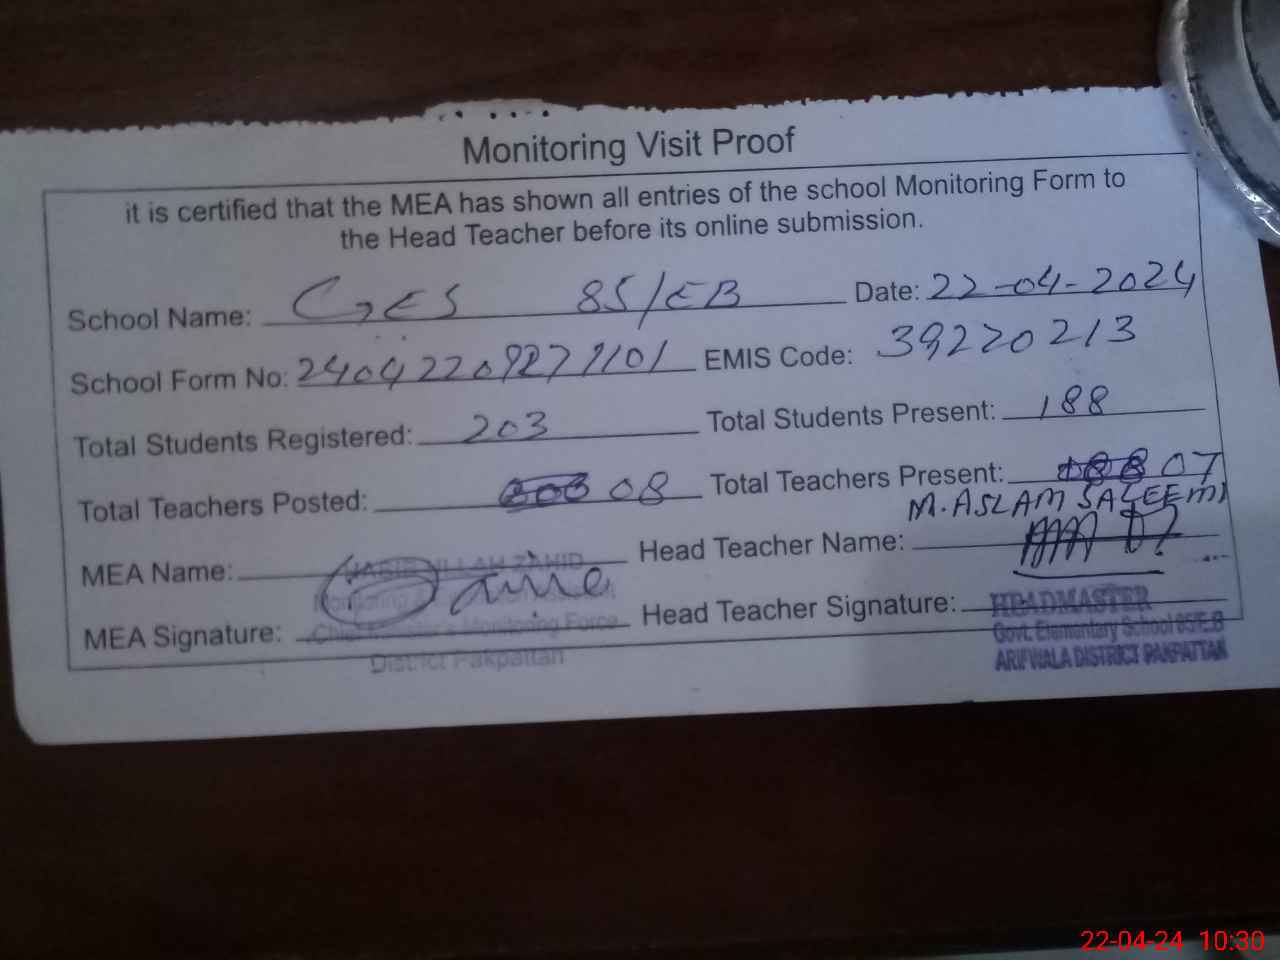 Monitoring Visit Proof
it is certified that the MEA has shown all entries of the school Monitoring Form to
the Head Teacher before its online submission.
School Name: GES 85/EB Date: 22-04-2024
School Form No: EMIS Code: 39220213
Total Students Registered: 203 Total Students Present: 188
Total Teachers Posted: 08 Total Teachers Present: 07
M. ASLAM SALEEMI
MEA Name: Head Teacher Name:
MEA Signature: Head Teacher Signature:
HEADMASTER
Govt. Elementary School 85/E.B
ARIFWALA DISTRICT PAKPATTAN
Chief Minister's Monitoring Force
District Pakpattan
22-04-24 10:30